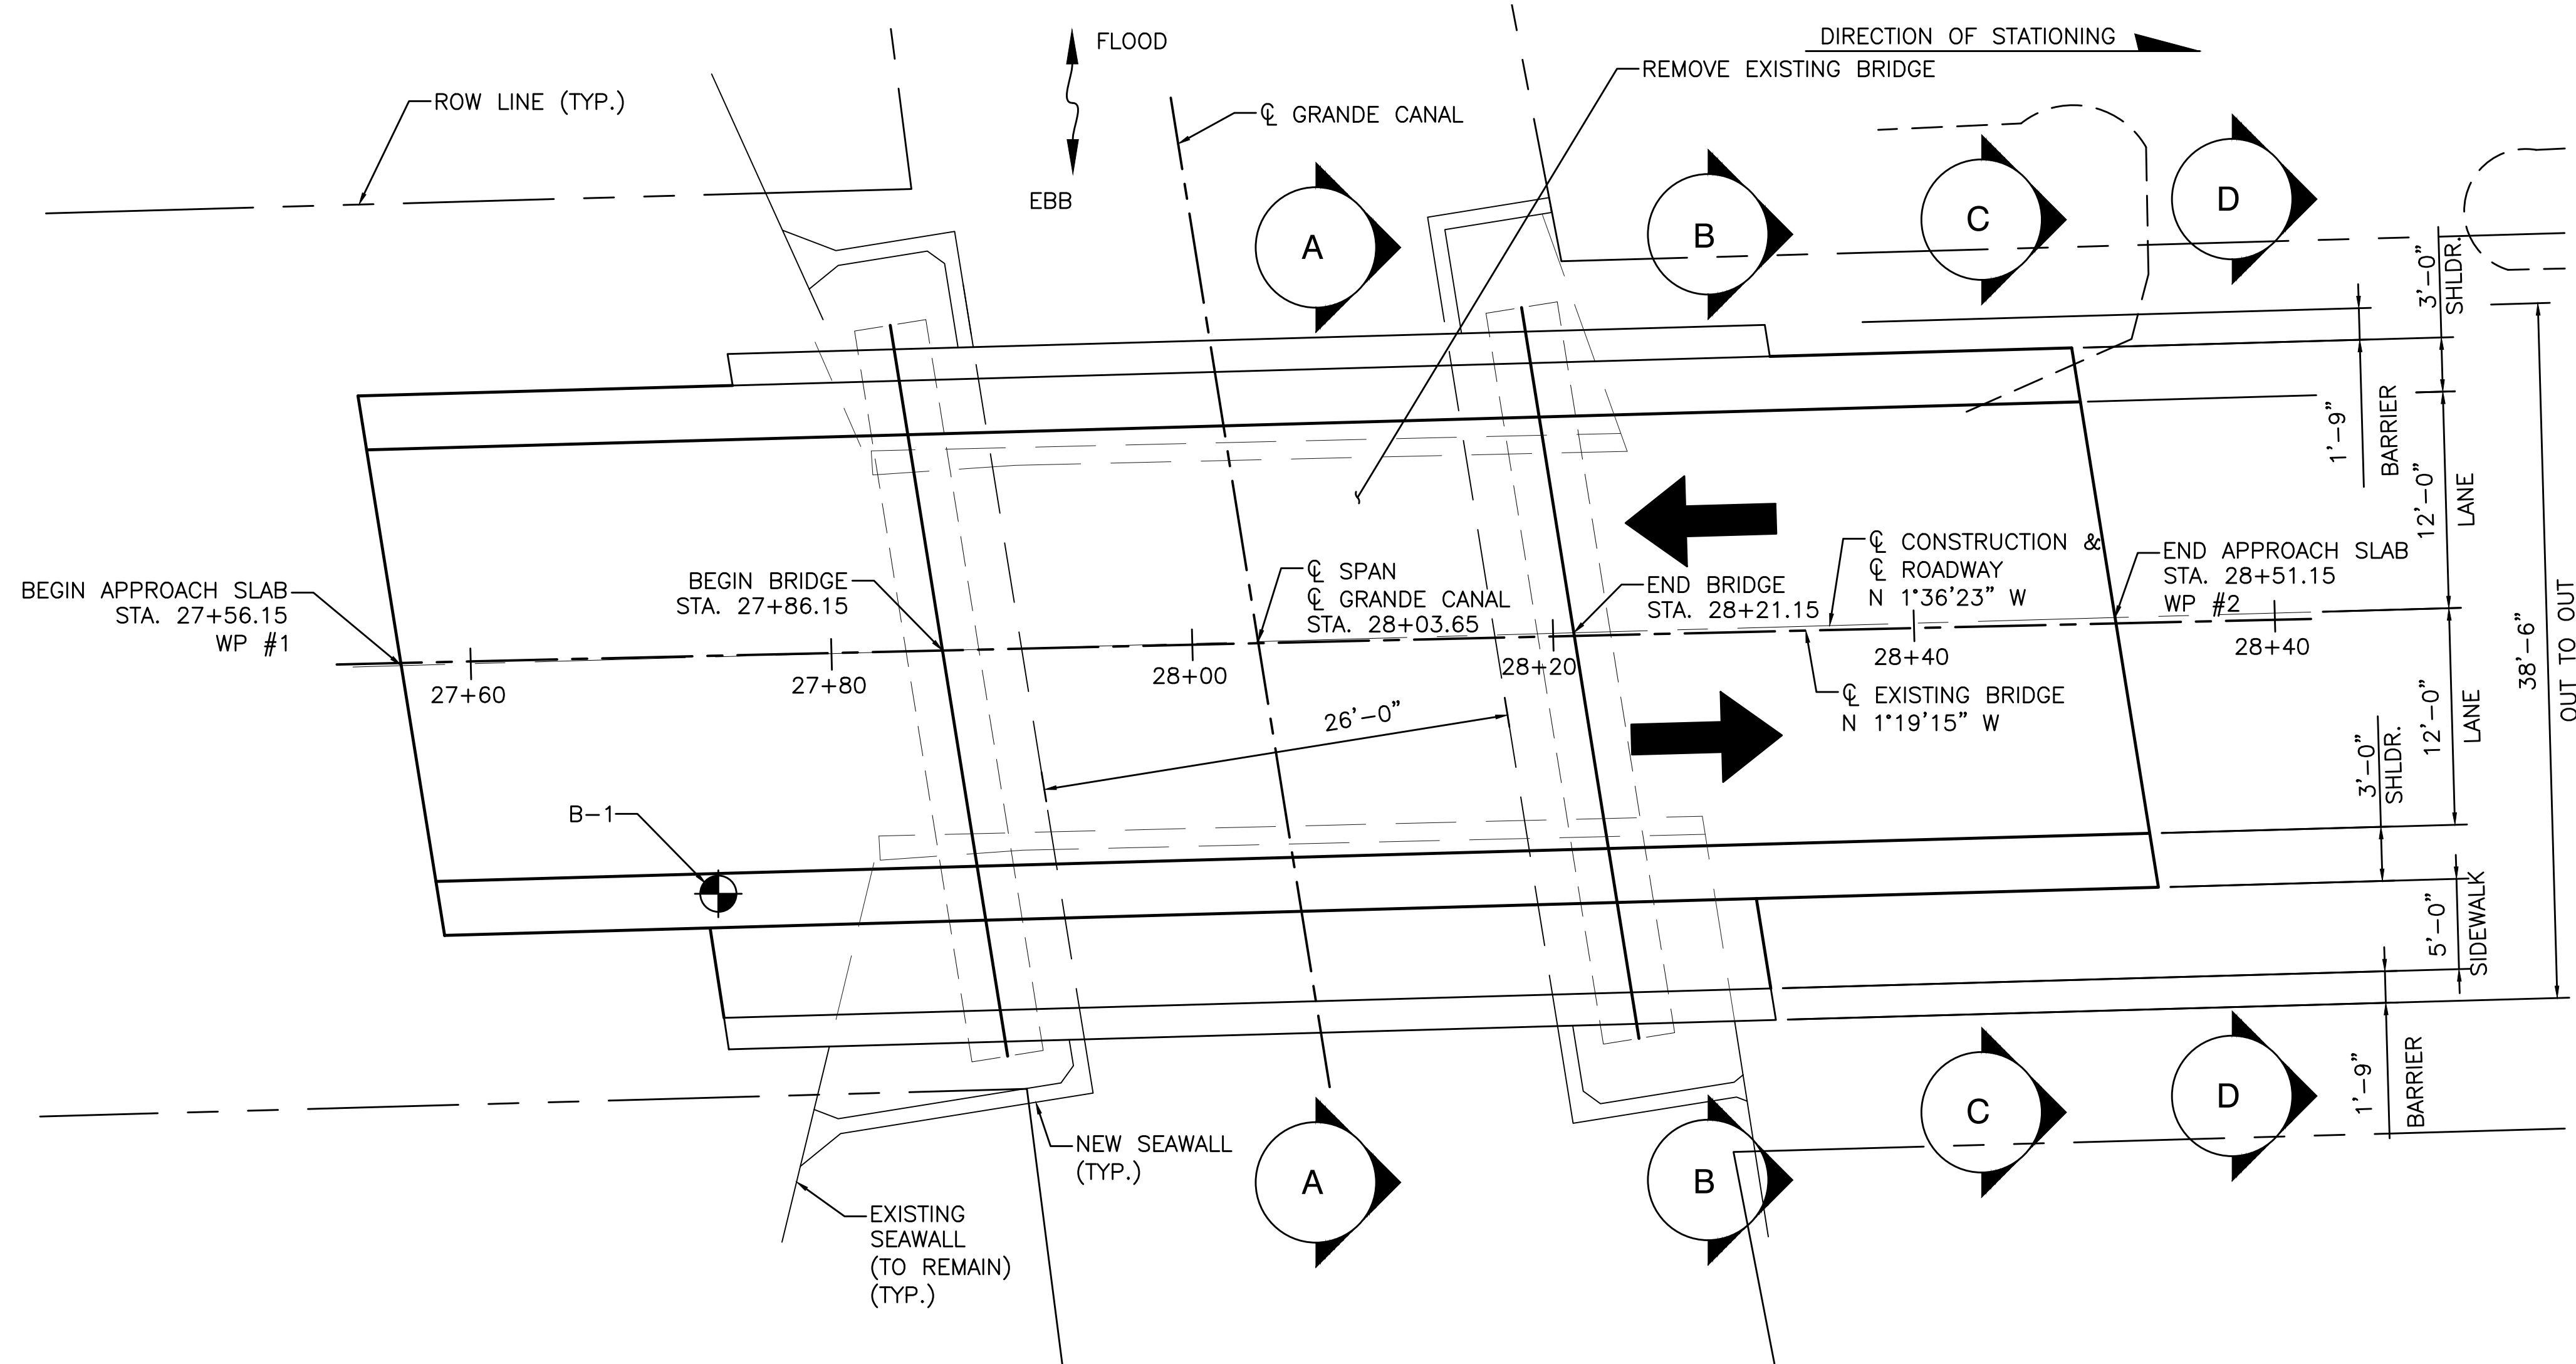 DIRECTION OF STATIONING
FLOOD
REMOVE EXISTING BRIDGE
ROW LINE (TYP.)
℄ GRANDE CANAL
EBB
A
B
C
D
3'-0"
SHLDR.
1'-9"
BARRIER
12'-0"
LANE
BEGIN APPROACH SLAB
STA. 27+56.15
WP #1
BEGIN BRIDGE
STA. 27+86.15
℄ SPAN
℄ GRANDE CANAL
STA. 28+03.65
END BRIDGE
STA. 28+21.15
℄ CONSTRUCTION &
℄ ROADWAY
N 1°36'23" W
END APPROACH SLAB
STA. 28+51.15
WP #2
27+60
27+80
28+00
28+20
28+40
28+40
38'-6"
OUT TO OUT
26'-0"
℄ EXISTING BRIDGE
N 1°19'15" W
12'-0"
LANE
3'-0"
SHLDR.
B-1
5'-0"
SIDEWALK
1'-9"
BARRIER
NEW SEAWALL
(TYP.)
A
B
C
D
EXISTING
SEAWALL
(TO REMAIN)
(TYP.)